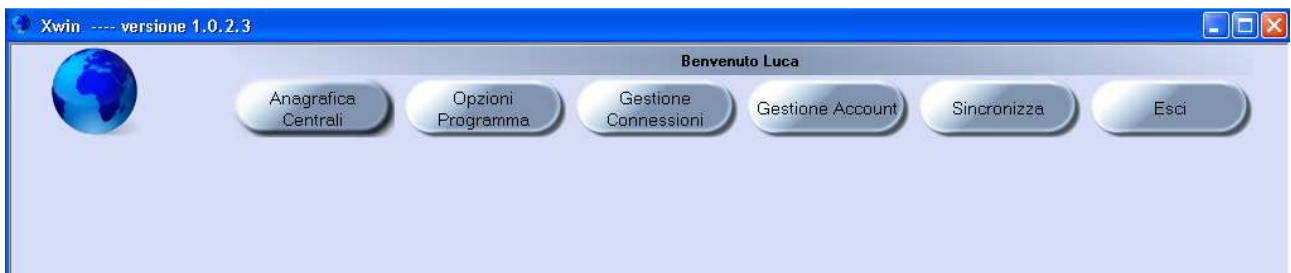 Xwin ---- versione 1.0.2.3
Benvenuto Luca
Anagrafica
Centrali
Opzioni
Programma
Gestione
Connessioni
Gestione Account
Sincronizza
Esci